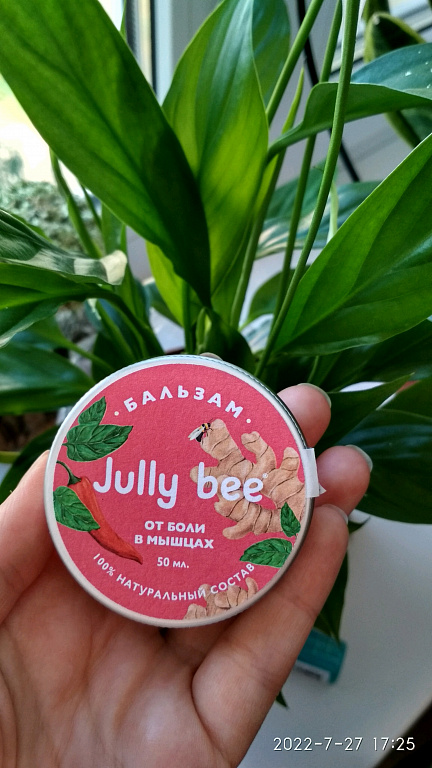 · БАЛЬЗАМ ·
Jully bee
ОТ БОЛИ
В МЫШЦАХ
50 МЛ.
100% НАТУРАЛЬНЫЙ СОСТАВ
2022-7-27 17:25